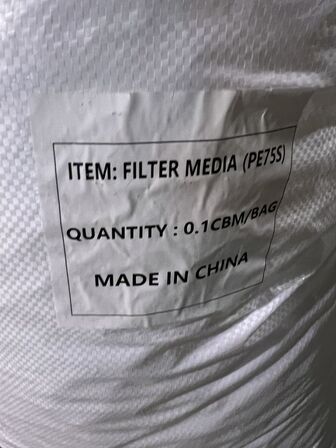 ITEM: FILTER MEDIA (PE75S)
QUANTITY : 0.1CBM/BAG
MADE IN CHINA